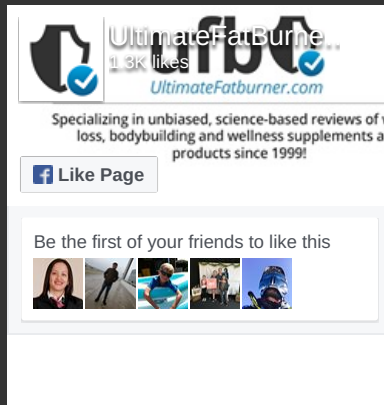 UltimateFatBurne..
1.3K likes
ufb
UltimateFatburner.com
Specializing in unbiased, science-based reviews of
loss, bodybuilding and wellness supplements a
products since 1999!
Like Page
Be the first of your friends to like this